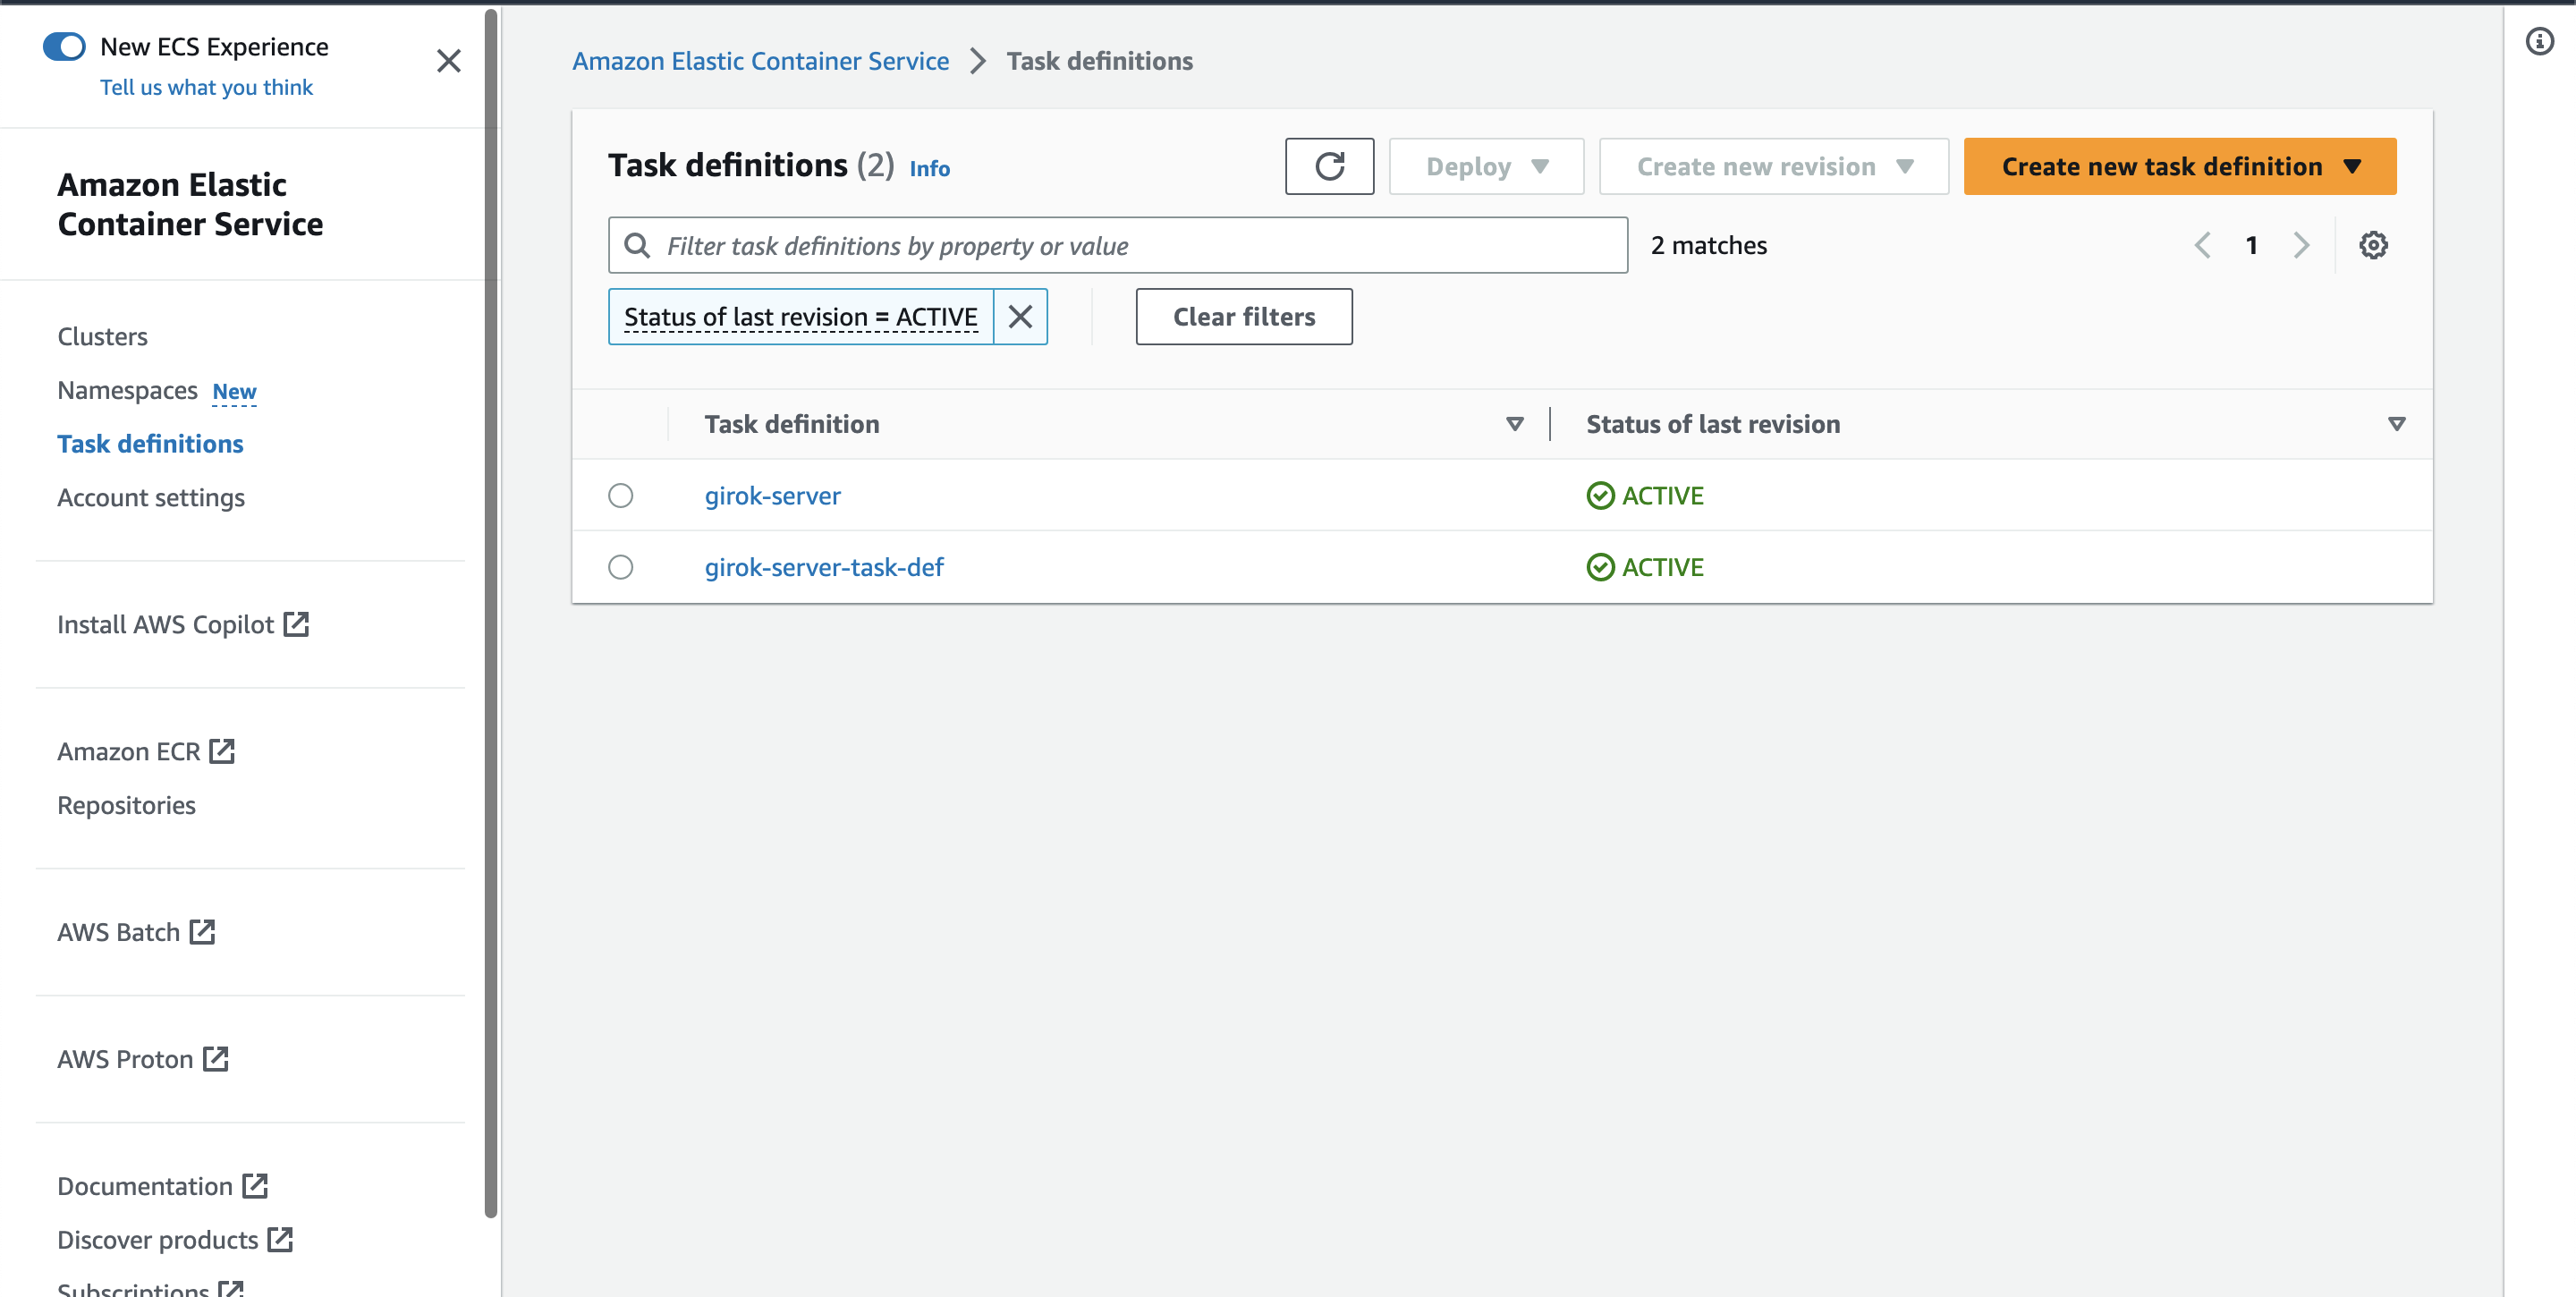 New ECS Experience
Tell us what you think
Amazon Elastic
Container Service
Clusters
Namespaces New
Task definitions
Account settings
Install AWS Copilot
Amazon ECR
Repositories
AWS Batch
AWS Proton
Documentation
Discover products
Subscriptions
Amazon Elastic Container Service > Task definitions
Task definitions (2) Info
Deploy
Create new revision
Create new task definition
Filter task definitions by property or value
2 matches
1
Status of last revision = ACTIVE
Clear filters
Task definition
Status of last revision
girok-server
ACTIVE
girok-server-task-def
ACTIVE